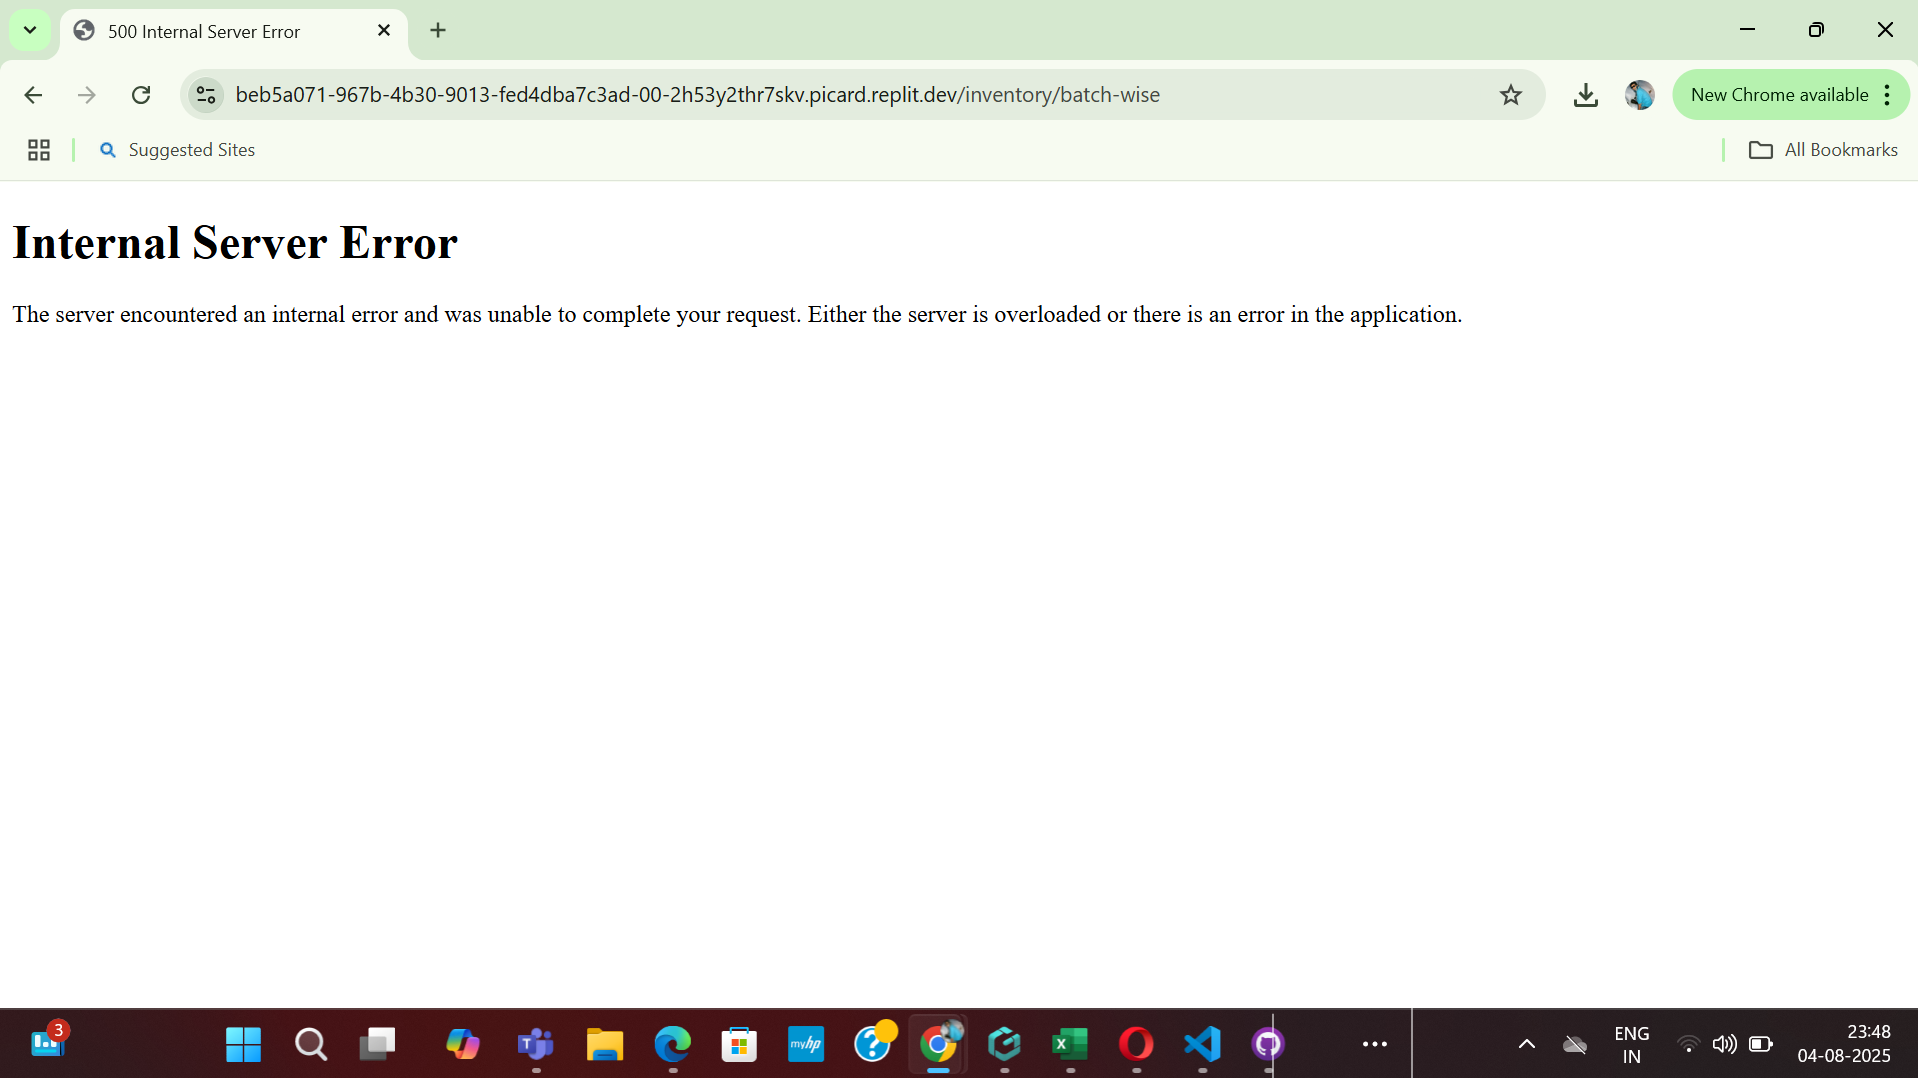 500 Internal Server Error
beb5a071-967b-4b30-9013-fed4dba7c3ad-00-2h53y2thr7skv.picard.replit.dev/inventory/batch-wise
New Chrome available
Suggested Sites
All Bookmarks
Internal Server Error
The server encountered an internal error and was unable to complete your request. Either the server is overloaded or there is an error in the application.
3
T
myhp
?
X
ENG
IN
23:48
04-08-2025